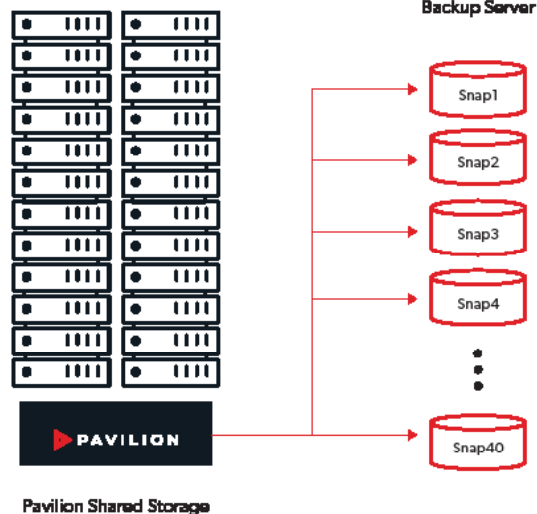 Backup Server
Snap1
Snap2
Snap3
Snap4
Snap40
PAVILION
Pavilion Shared Storage